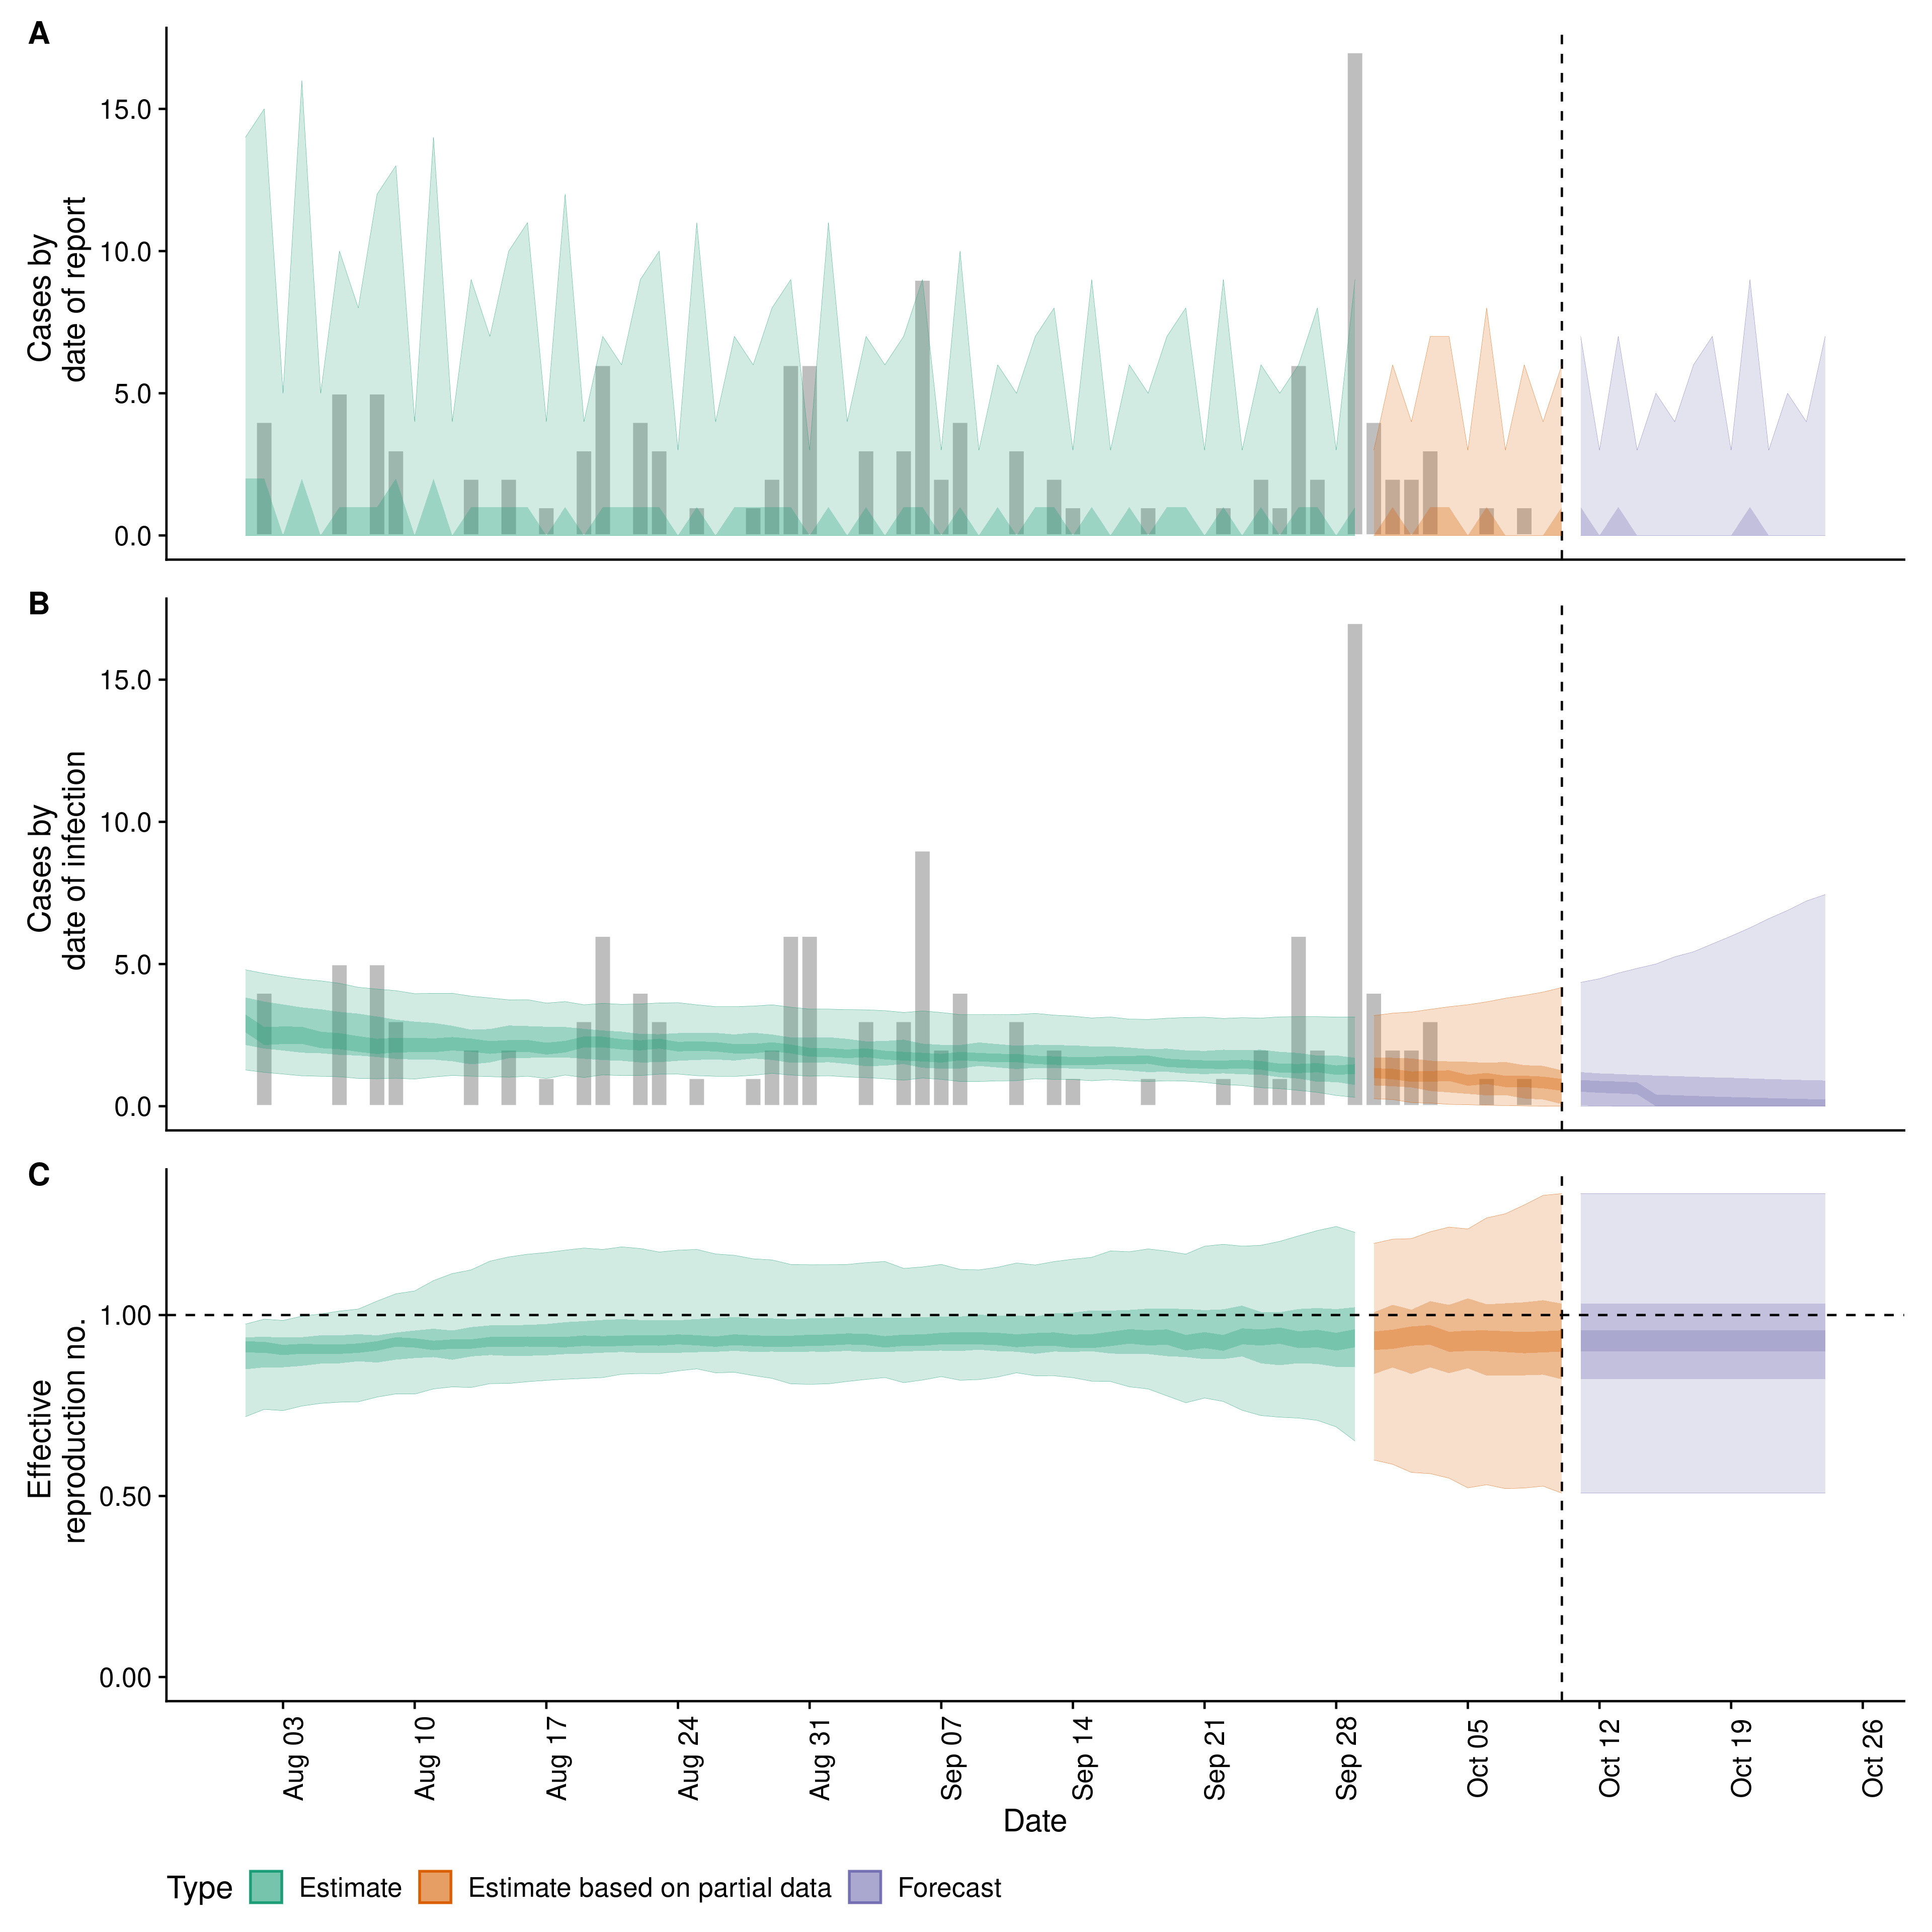 A
Cases by
date of report
15.0
10.0
5.0
0.0
B
Cases by
date of infection
15.0
10.0
5.0
0.0
C
Effective
reproduction no.
1.00
0.50
0.00
Aug 03
Aug 10
Aug 17
Aug 24
Aug 31
Sep 07
Sep 14
Sep 21
Sep 28
Oct 05
Oct 12
Oct 19
Oct 26
Date
Type Estimate Estimate based on partial data Forecast